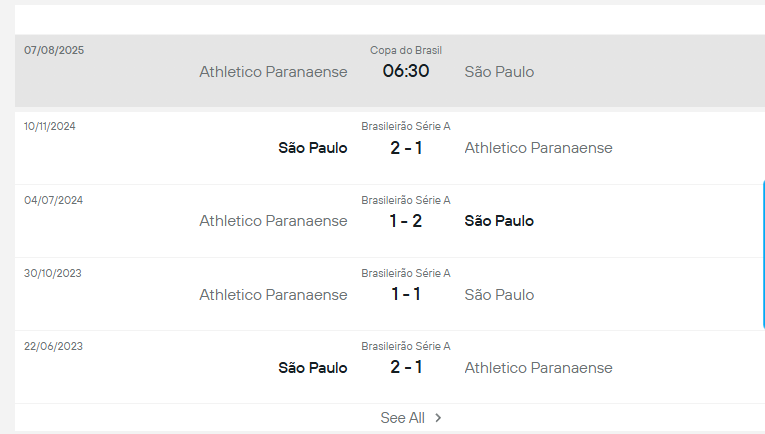 07/08/2025
Copa do Brasil
Athletico Paranaense 06:30 São Paulo
10/11/2024
Brasileirão Série A
São Paulo 2 - 1 Athletico Paranaense
04/07/2024
Brasileirão Série A
Athletico Paranaense 1 - 2 São Paulo
30/10/2023
Brasileirão Série A
Athletico Paranaense 1 - 1 São Paulo
22/06/2023
Brasileirão Série A
São Paulo 2 - 1 Athletico Paranaense
See All >